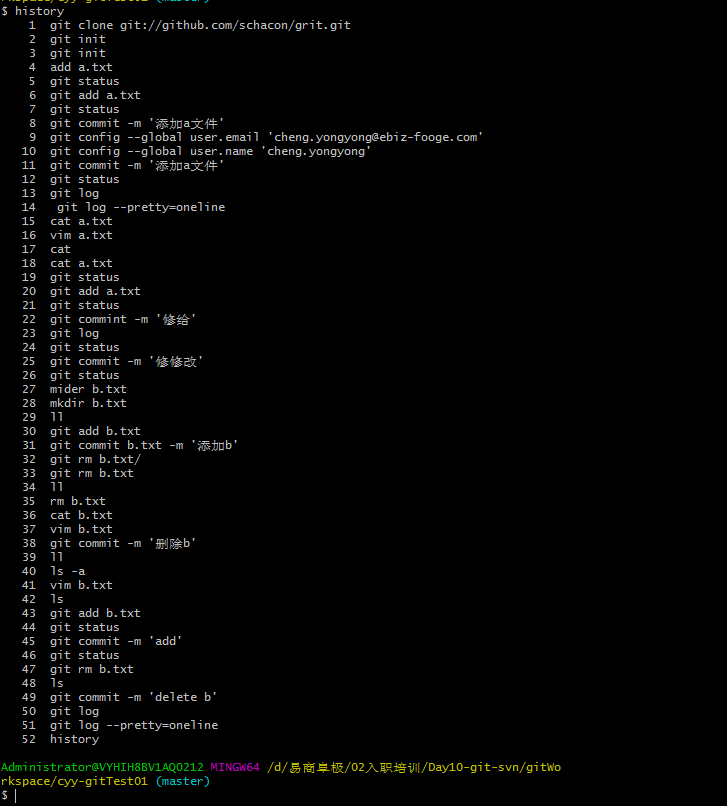 $ history
1 git clone git://github.com/schacon/grit.git
2 git init
3 git init
4 add a.txt
5 git status
6 git add a.txt
7 git status
8 git commit -m '添加a文件'
9 git config --global user.email 'cheng.yongyong@ebiz-fooge.com'
10 git config --global user.name 'cheng.yongyong'
11 git commit -m '添加a文件'
12 git status
13 git log
14 git log --pretty=oneline
15 cat a.txt
16 vim a.txt
17 cat
18 cat a.txt
19 git status
20 git add a.txt
21 git status
22 git commint -m '修给'
23 git log
24 git status
25 git commit -m '修修改'
26 git status
27 mider b.txt
28 mkdir b.txt
29 ll
30 git add b.txt
31 git commit b.txt -m '添加b'
32 git rm b.txt/
33 git rm b.txt
34 ll
35 rm b.txt
36 cat b.txt
37 vim b.txt
38 git commit -m '删除b'
39 ll
40 ls -a
41 vim b.txt
42 ls
43 git add b.txt
44 git status
45 git commit -m 'add'
46 git status
47 git rm b.txt
48 ls
49 git commit -m 'delete b'
50 git log
51 git log --pretty=oneline
52 history
Administrator@VYHIH8BV1AQO212 MINGW64 /d/易商卓极/02入职培训/Day10-git-svn/gitWo
rkspace/cyy-gitTest01 (master)
$